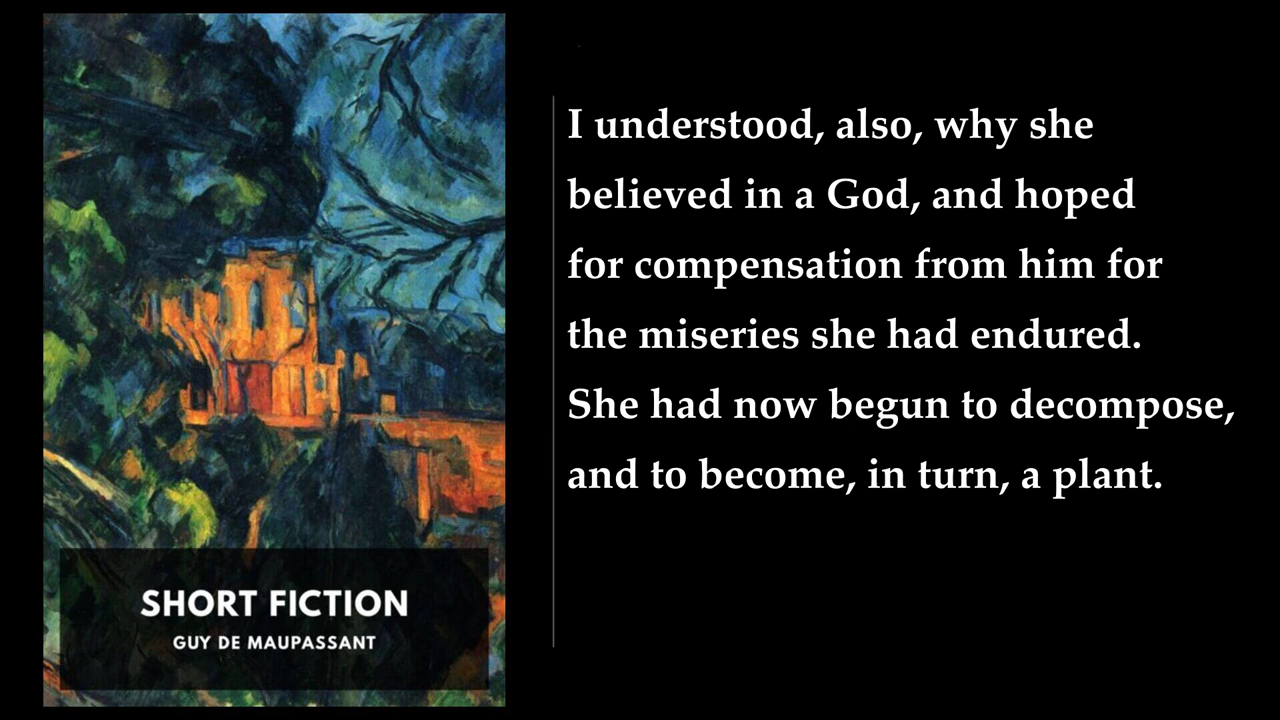 SHORT FICTION
GUY DE MAUPASSANT
I understood, also, why she
believed in a God, and hoped
for compensation from him for
the miseries she had endured.
She had now begun to decompose,
and to become, in turn, a plant.